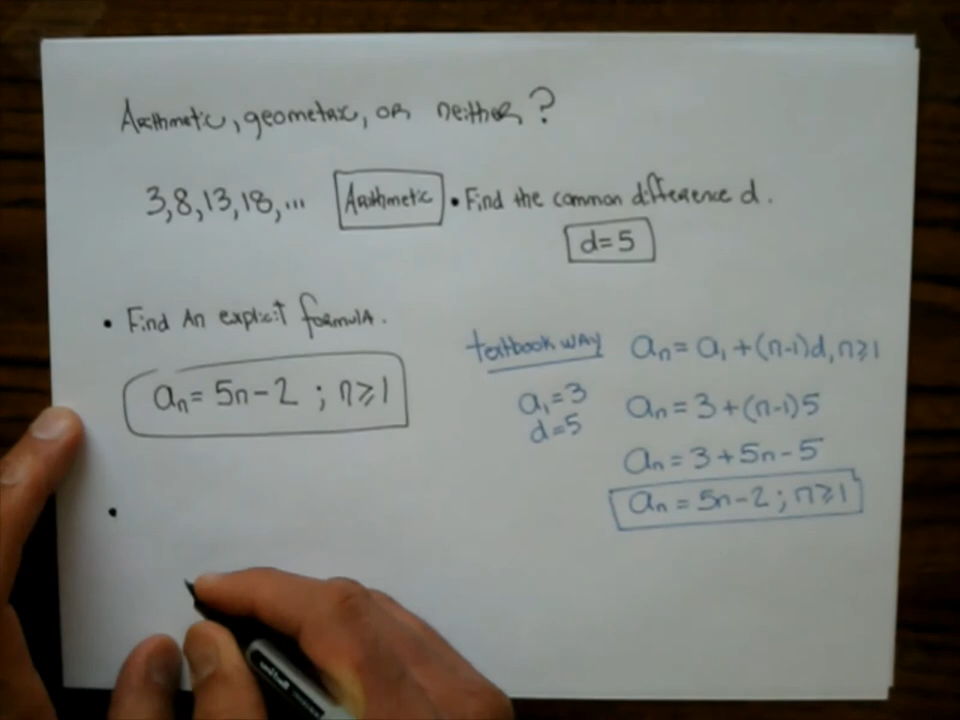 Arithmetic, geometric, or neither?
3,8,13,18,... Arithmetic • Find the common difference d.
d=5
• Find An explicit formula.
aₙ = 5n-2 ; n≥1
textbook way aₙ = a₁ + (n-1)d, n≥1
a₁=3
d=5
aₙ = 3 + (n-1)5
aₙ = 3 + 5n - 5
aₙ = 5n-2 ; n≥1
•